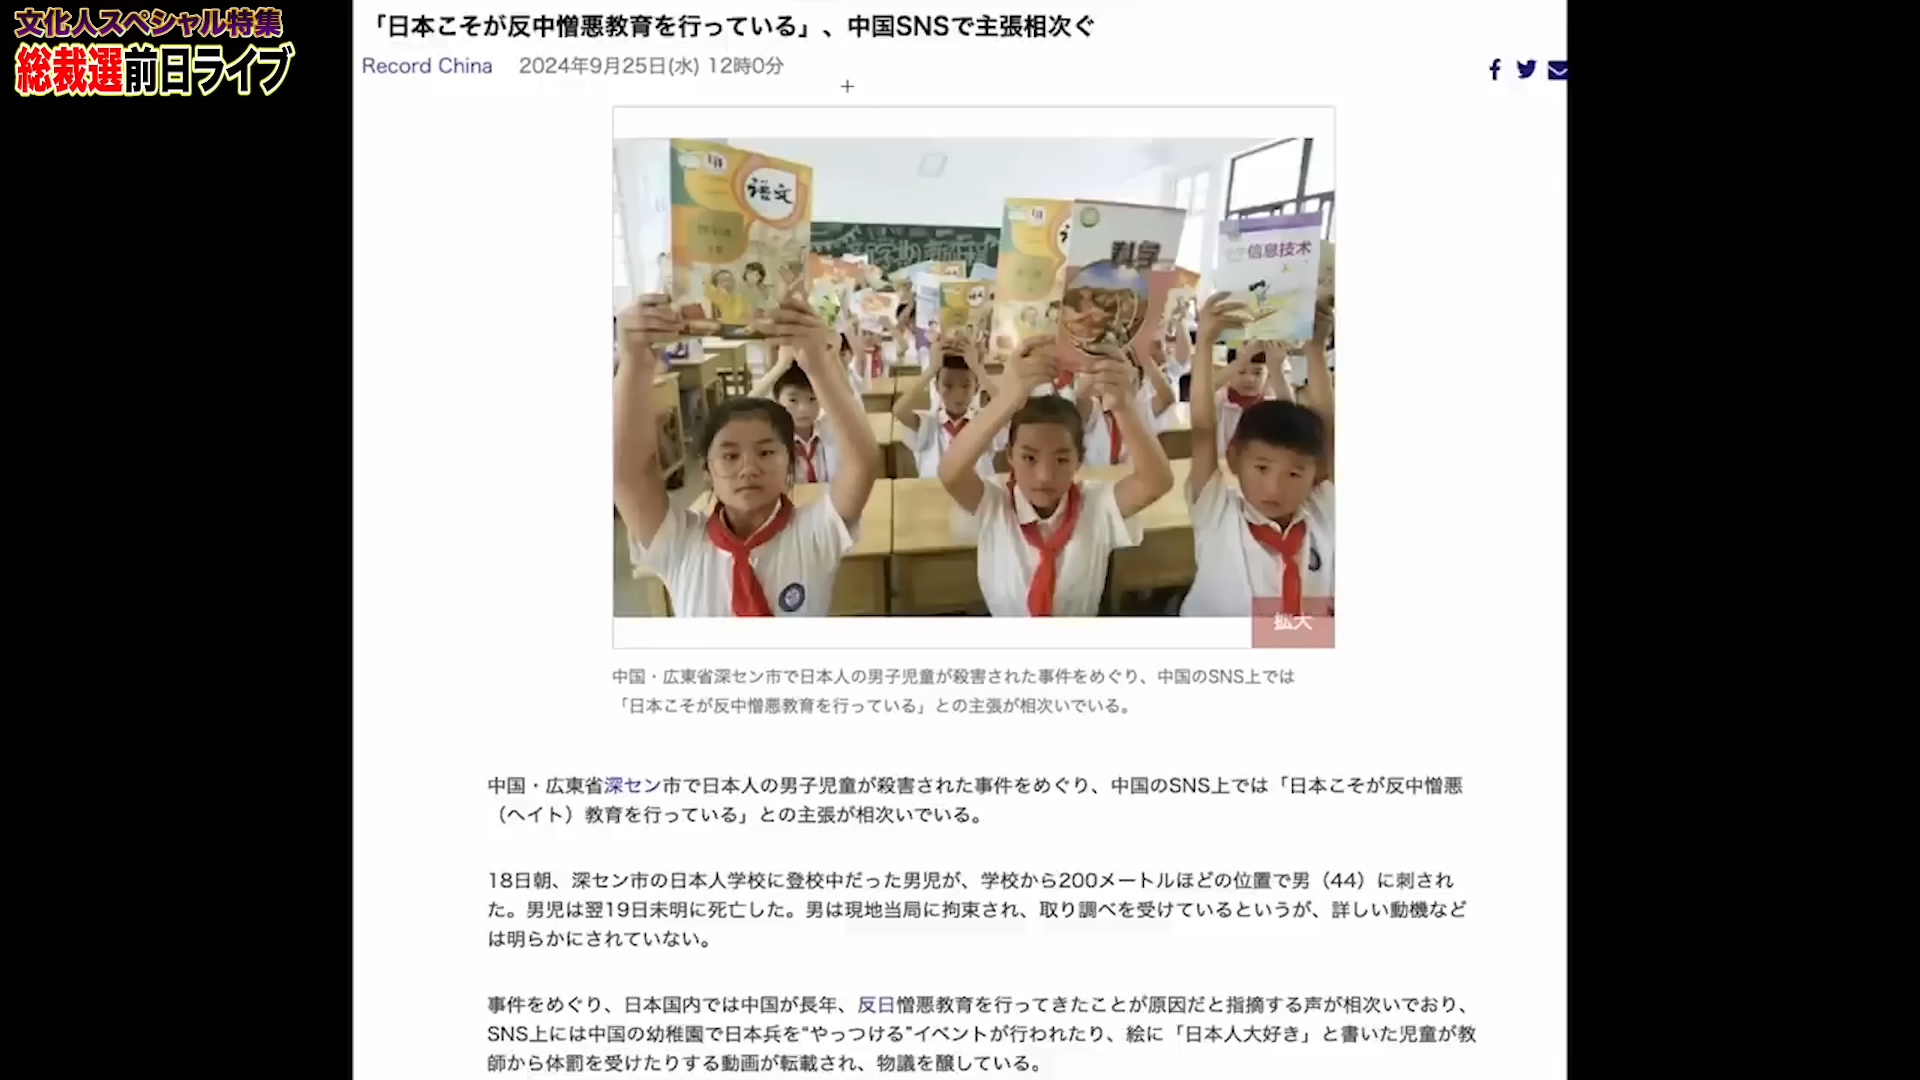 文化人スペシャル特集
総裁選前日ライブ
「日本こそが反中憎悪教育を行っている」、中国SNSで主張相次ぐ
Record China 2024年9月25日(水) 12時0分
语文
科学
信息技术
拡大
中国・広東省深セン市で日本人の男子児童が殺害された事件をめぐり、中国のSNS上では
「日本こそが反中憎悪教育を行っている」との主張が相次いでいる。
中国・広東省深セン市で日本人の男子児童が殺害された事件をめぐり、中国のSNS上では「日本こそが反中憎悪
（ヘイト）教育を行っている」との主張が相次いでいる。
18日朝、深セン市の日本人学校に登校中だった男児が、学校から200メートルほどの位置で男（44）に刺され
た。男児は翌19日未明に死亡した。男は現地当局に拘束され、取り調べを受けているというが、詳しい動機など
は明らかにされていない。
事件をめぐり、日本国内では中国が長年、反日憎悪教育を行ってきたことが原因だと指摘する声が相次いでおり、
SNS上には中国の幼稚園で日本兵を“やっつける”イベントが行われたり、絵に「日本人大好き」と書いた児童が教
師から体罰を受けたりする動画が転載され、物議を醸している。